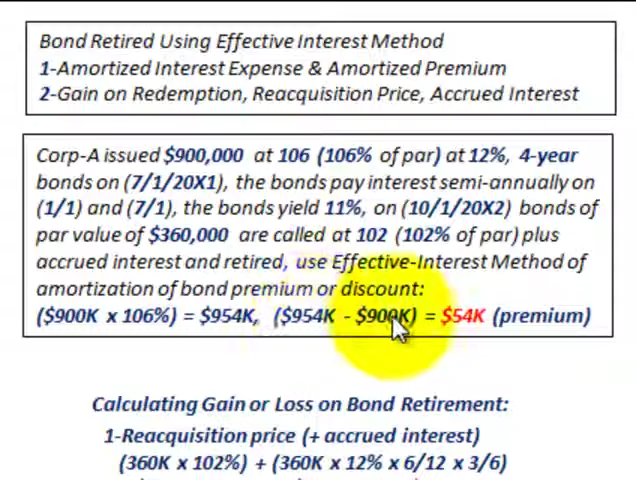 Bond Retired Using Effective Interest Method
1-Amortized Interest Expense & Amortized Premium
2-Gain on Redemption, Reacquisition Price, Accrued Interest
Corp-A issued $900,000 at 106 (106% of par) at 12%, 4-year
bonds on (7/1/20X1), the bonds pay interest semi-annually on
(1/1) and (7/1), the bonds yield 11%, on (10/1/20X2) bonds of
par value of $360,000 are called at 102 (102% of par) plus
accrued interest and retired, use Effective-Interest Method of
amortization of bond premium or discount:
($900K x 106%) = $954K, ($954K - $900K) = $54K (premium)
Calculating Gain or Loss on Bond Retirement:
1-Reacquisition price (+ accrued interest)
(360K x 102%) + (360K x 12% x 6/12 x 3/6)